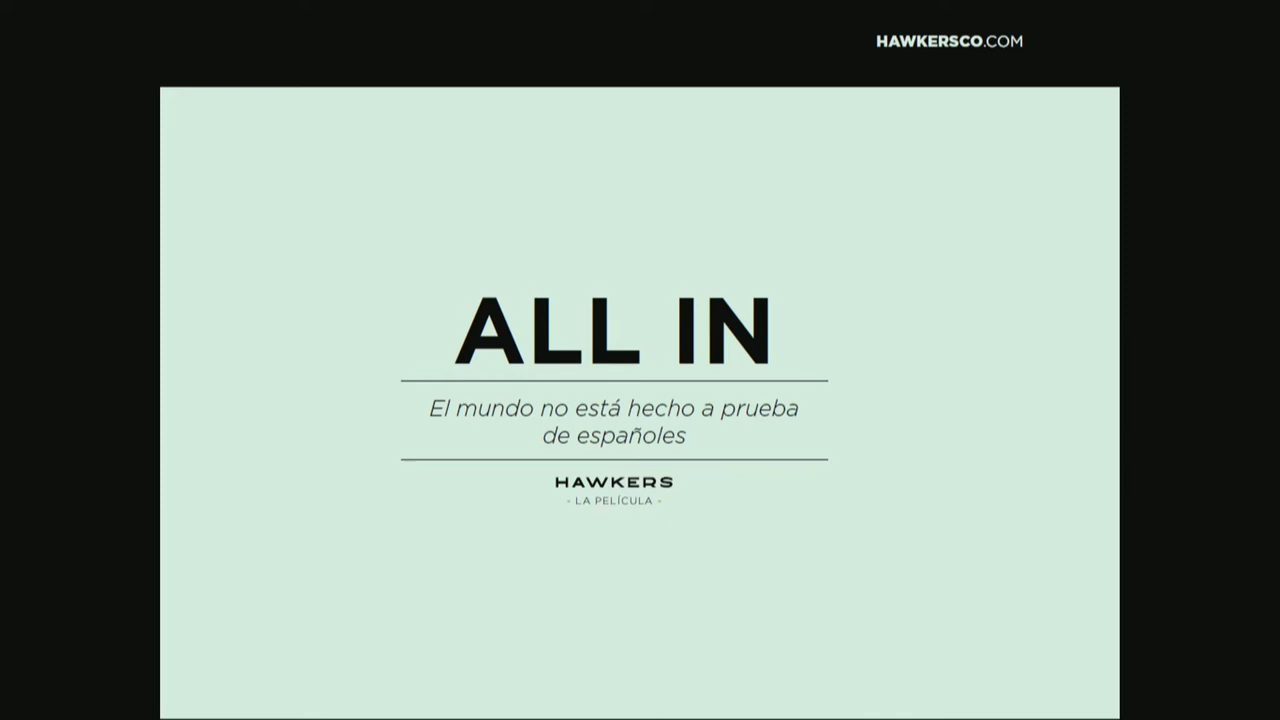 HAWKERSCO.COM
ALL IN
El mundo no está hecho a prueba
de españoles
HAWKERS
- LA PELÍCULA -